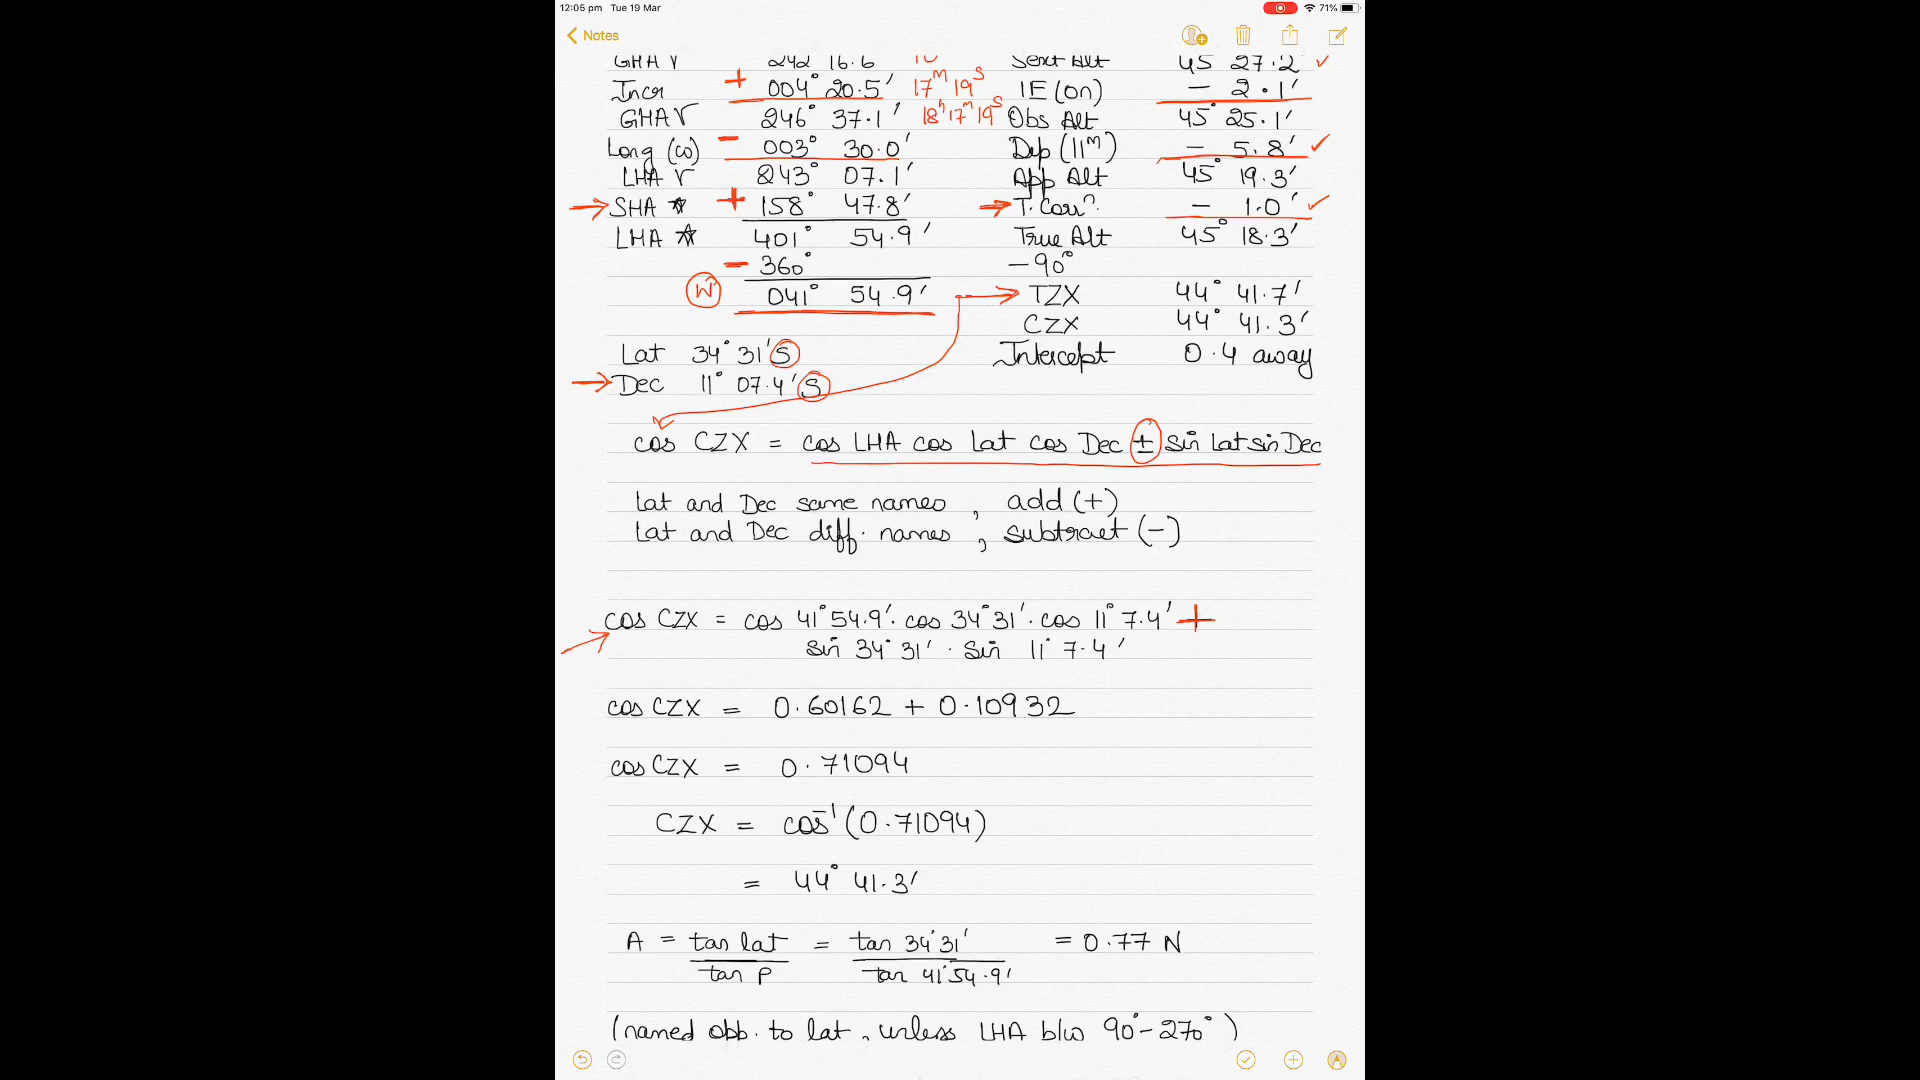 12:05 pm Tue 19 Mar
71%
Notes
GHA ♈ 242 16.6 Sext Alt 45 27.2 ✓
Incr + 004° 20.5' 17m 19s IE (on) - 2.1'
GHA ♈ 246° 37.1' 18h 17m 19s Obs Alt 45° 25.1'
Long (w) - 003° 30.0' Dip (11m) - 5.8' ✓
LHA ♈ 243° 07.1' App Alt 45° 19.3'
→ SHA ☆ + 158° 47.8' → T. Corrn. - 1.0' ✓
LHA ☆ 401° 54.9' True Alt 45° 18.3'
- 360° -90°
W 041° 54.9' TZX 44° 41.7'
CZX 44° 41.3'
Lat 34° 31' S Intercept 0.4 away
→ Dec 11° 07.4' S
cos CZX = cos LHA cos Lat cos Dec ± sin Lat sin Dec
Lat and Dec same names, add (+)
Lat and Dec diff. names, subtract (-)
cos CZX = cos 41° 54.9'. cos 34° 31'. cos 11° 7.4' +
sin 34° 31' . sin 11° 7.4'
cos CZX = 0.60162 + 0.10932
cos CZX = 0.71094
CZX = cos-1 (0.71094)
= 44° 41.3'
A = tan lat = tan 34° 31' = 0.77 N
tan P tan 41° 54.9'
(named opp. to lat, unless LHA b/w 90° - 270°)